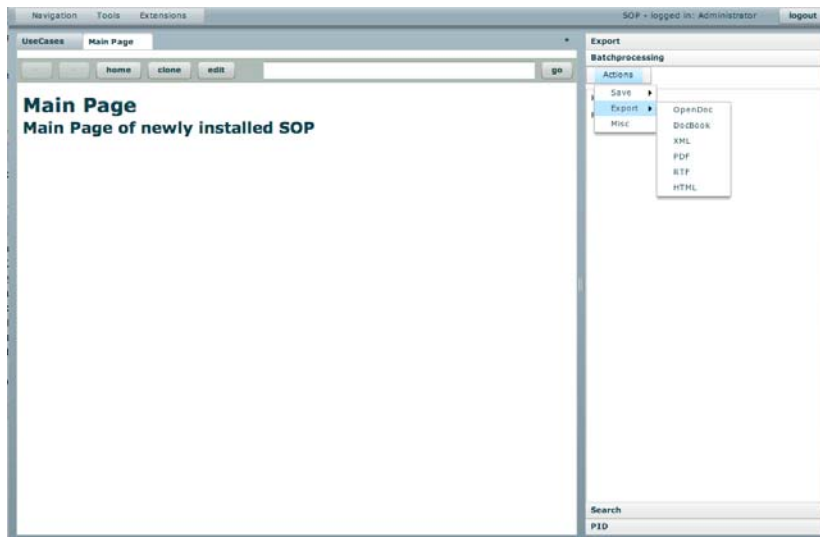 Navigation Tools Extensions SOP - logged in: Administrator logout
UseCases Main Page
home clone edit go
Main Page
Main Page of newly installed SOP
Export
Batchprocessing
Actions
Save
Export
Misc
OpenDoc
DocBook
XML
PDF
RTF
HTML
Search
PID